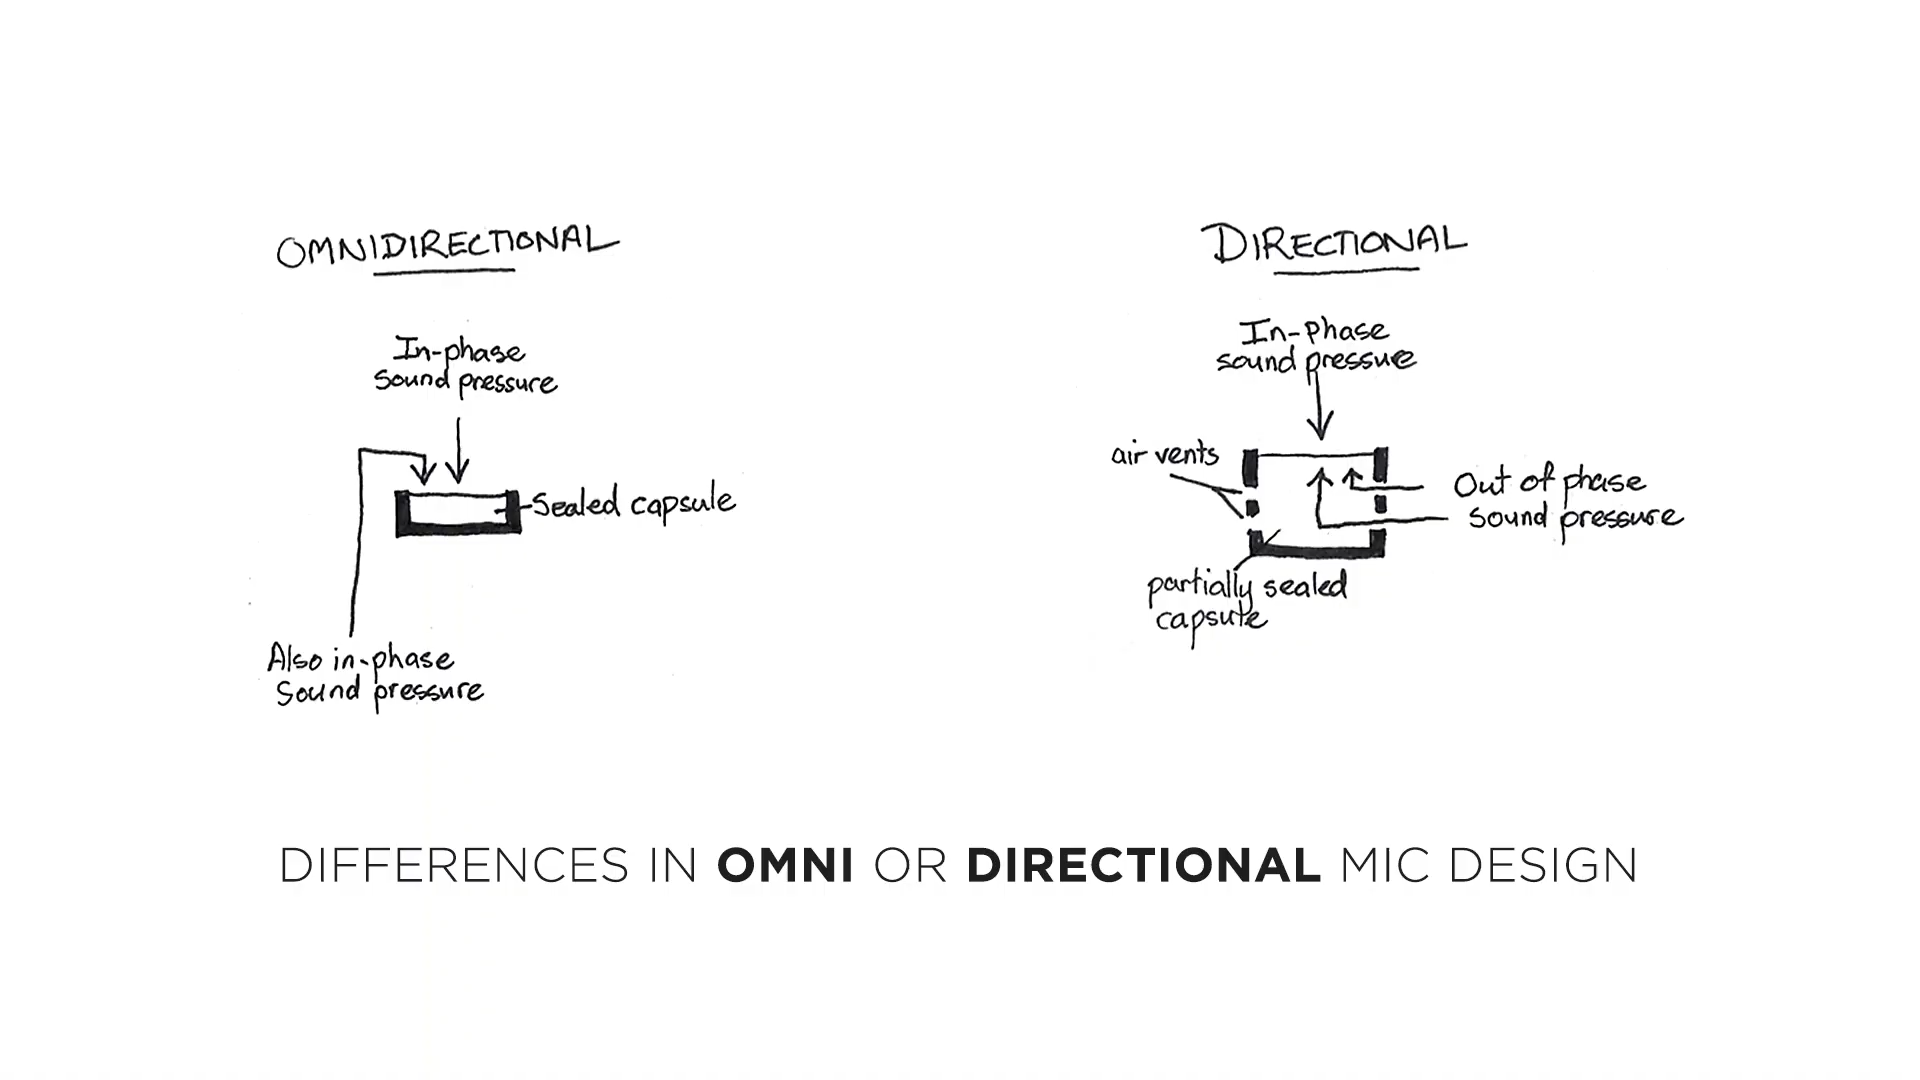 OMNIDIRECTIONAL
In-phase
Sound pressure
Sealed capsule
Also in-phase
Sound pressure
DIRECTIONAL
In-Phase
sound pressure
air vents
Out of phase
Sound pressure
partially sealed
capsule
DIFFERENCES IN OMNI OR DIRECTIONAL MIC DESIGN